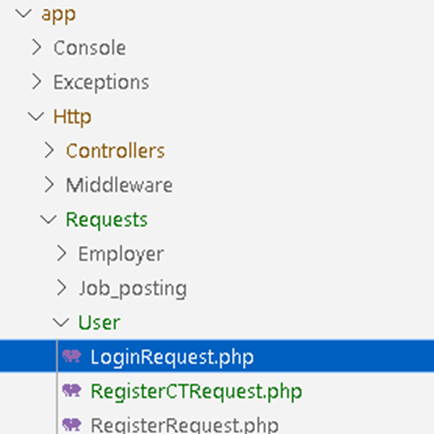 app
Console
Exceptions
Http
Controllers
Middleware
Requests
Employer
Job_posting
User
LoginRequest.php
RegisterCTRequest.php
RegisterRequest.php